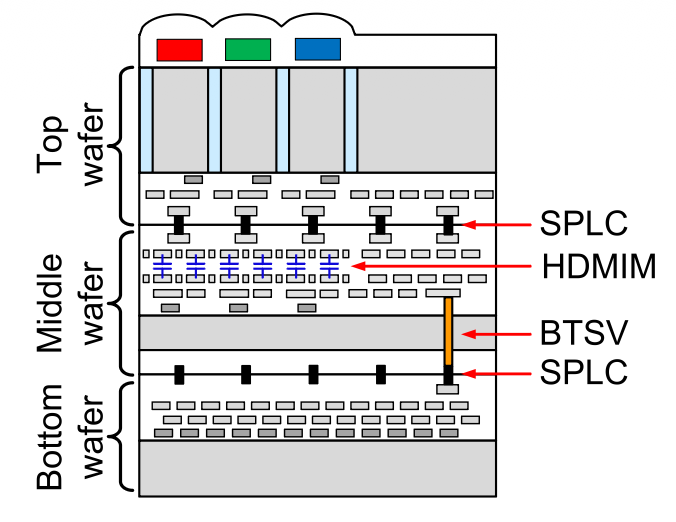 Top
wafer
SPLC
HDMIM
Middle
wafer
BTSV
SPLC
Bottom
wafer